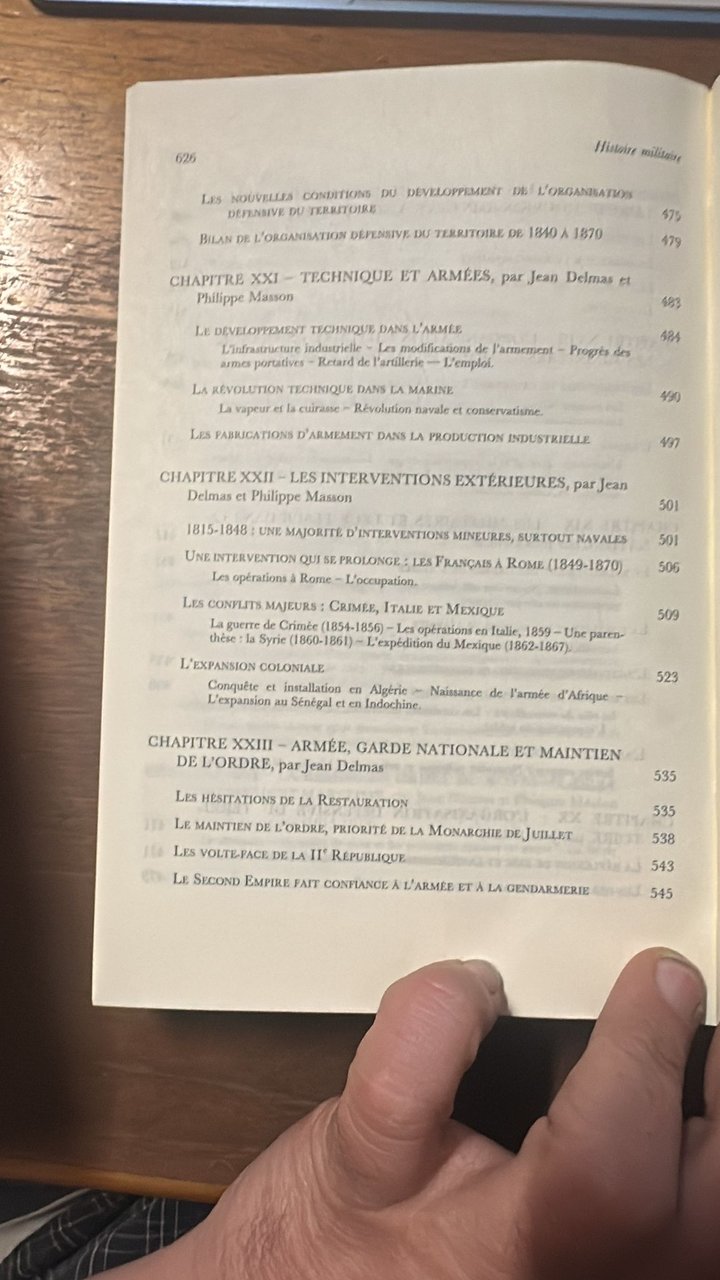 626
Histoire militaire
LES NOUVELLES CONDITIONS DU DÉVELOPPEMENT DE L'ORGANISATION
DÉFENSIVE DU TERRITOIRE 475
BILAN DE L'ORGANISATION DÉFENSIVE DU TERRITOIRE DE 1840 À 1870 479
CHAPITRE XXI – TECHNIQUE ET ARMÉES, par Jean Delmas et
Philippe Masson 483
LE DÉVELOPPEMENT TECHNIQUE DANS L'ARMÉE 484
L'infrastructure industrielle – Les modifications de l'armement – Progrès des
armes portatives – Retard de l'artillerie — L'emploi.
LA RÉVOLUTION TECHNIQUE DANS LA MARINE 490
La vapeur et la cuirasse – Révolution navale et conservatisme.
LES FABRICATIONS D'ARMEMENT DANS LA PRODUCTION INDUSTRIELLE 497
CHAPITRE XXII – LES INTERVENTIONS EXTÉRIEURES, par Jean
Delmas et Philippe Masson 501
1815-1848 : UNE MAJORITÉ D'INTERVENTIONS MINEURES, SURTOUT NAVALES 501
UNE INTERVENTION QUI SE PROLONGE : LES FRANÇAIS À ROME (1849-1870) 506
Les opérations à Rome – L'occupation.
LES CONFLITS MAJEURS : CRIMÉE, ITALIE ET MEXIQUE 509
La guerre de Crimée (1854-1856) – Les opérations en Italie, 1859 – Une paren-
thèse : la Syrie (1860-1861) – L'expédition du Mexique (1862-1867).
L'EXPANSION COLONIALE 523
Conquête et installation en Algérie – Naissance de l'armée d'Afrique –
L'expansion au Sénégal et en Indochine.
CHAPITRE XXIII – ARMÉE, GARDE NATIONALE ET MAINTIEN
DE L'ORDRE, par Jean Delmas 535
LES HÉSITATIONS DE LA RESTAURATION 535
LE MAINTIEN DE L'ORDRE, PRIORITÉ DE LA MONARCHIE DE JUILLET 538
LES VOLTE-FACE DE LA IIe RÉPUBLIQUE 543
LE SECOND EMPIRE FAIT CONFIANCE À L'ARMÉE ET À LA GENDARMERIE 545